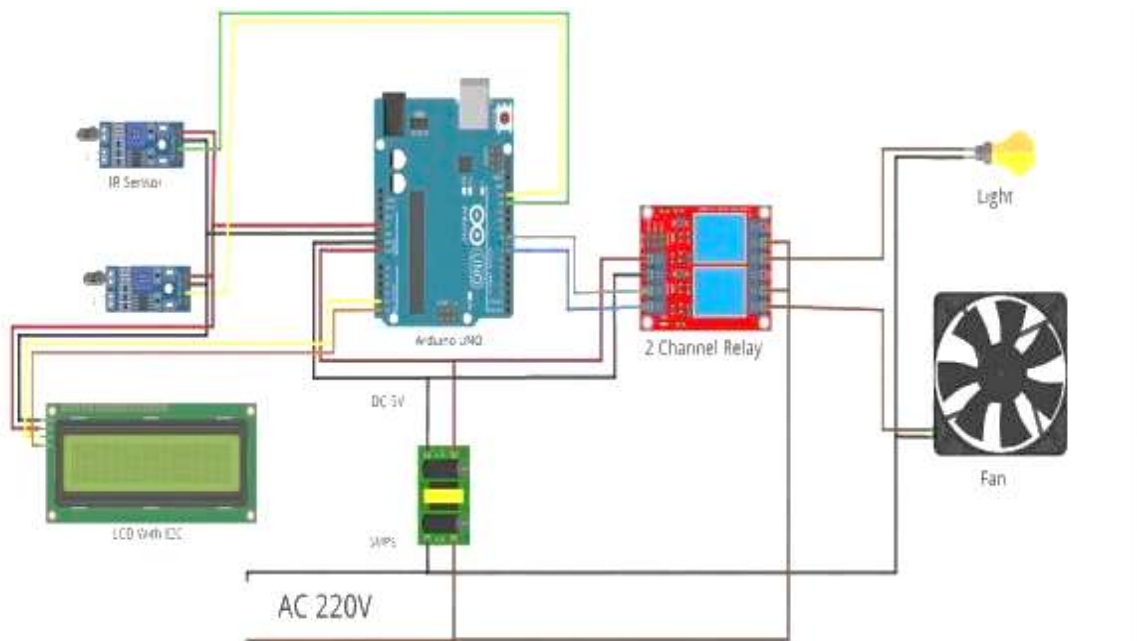 IR Sensor
Light
Arduino UNO
2 Channel Relay
DC 5V
Fan
LCD With I2C
SMPS
AC 220V